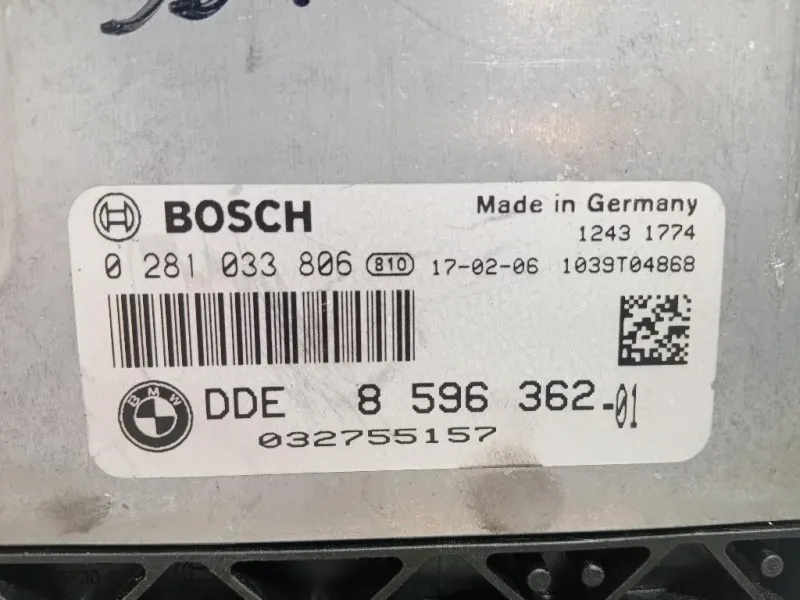 BOSCH
Made in Germany
1243 1774
0 281 033 806 810 17-02-06 1039T04868
BMW
DDE 8 596 362-01
032755157